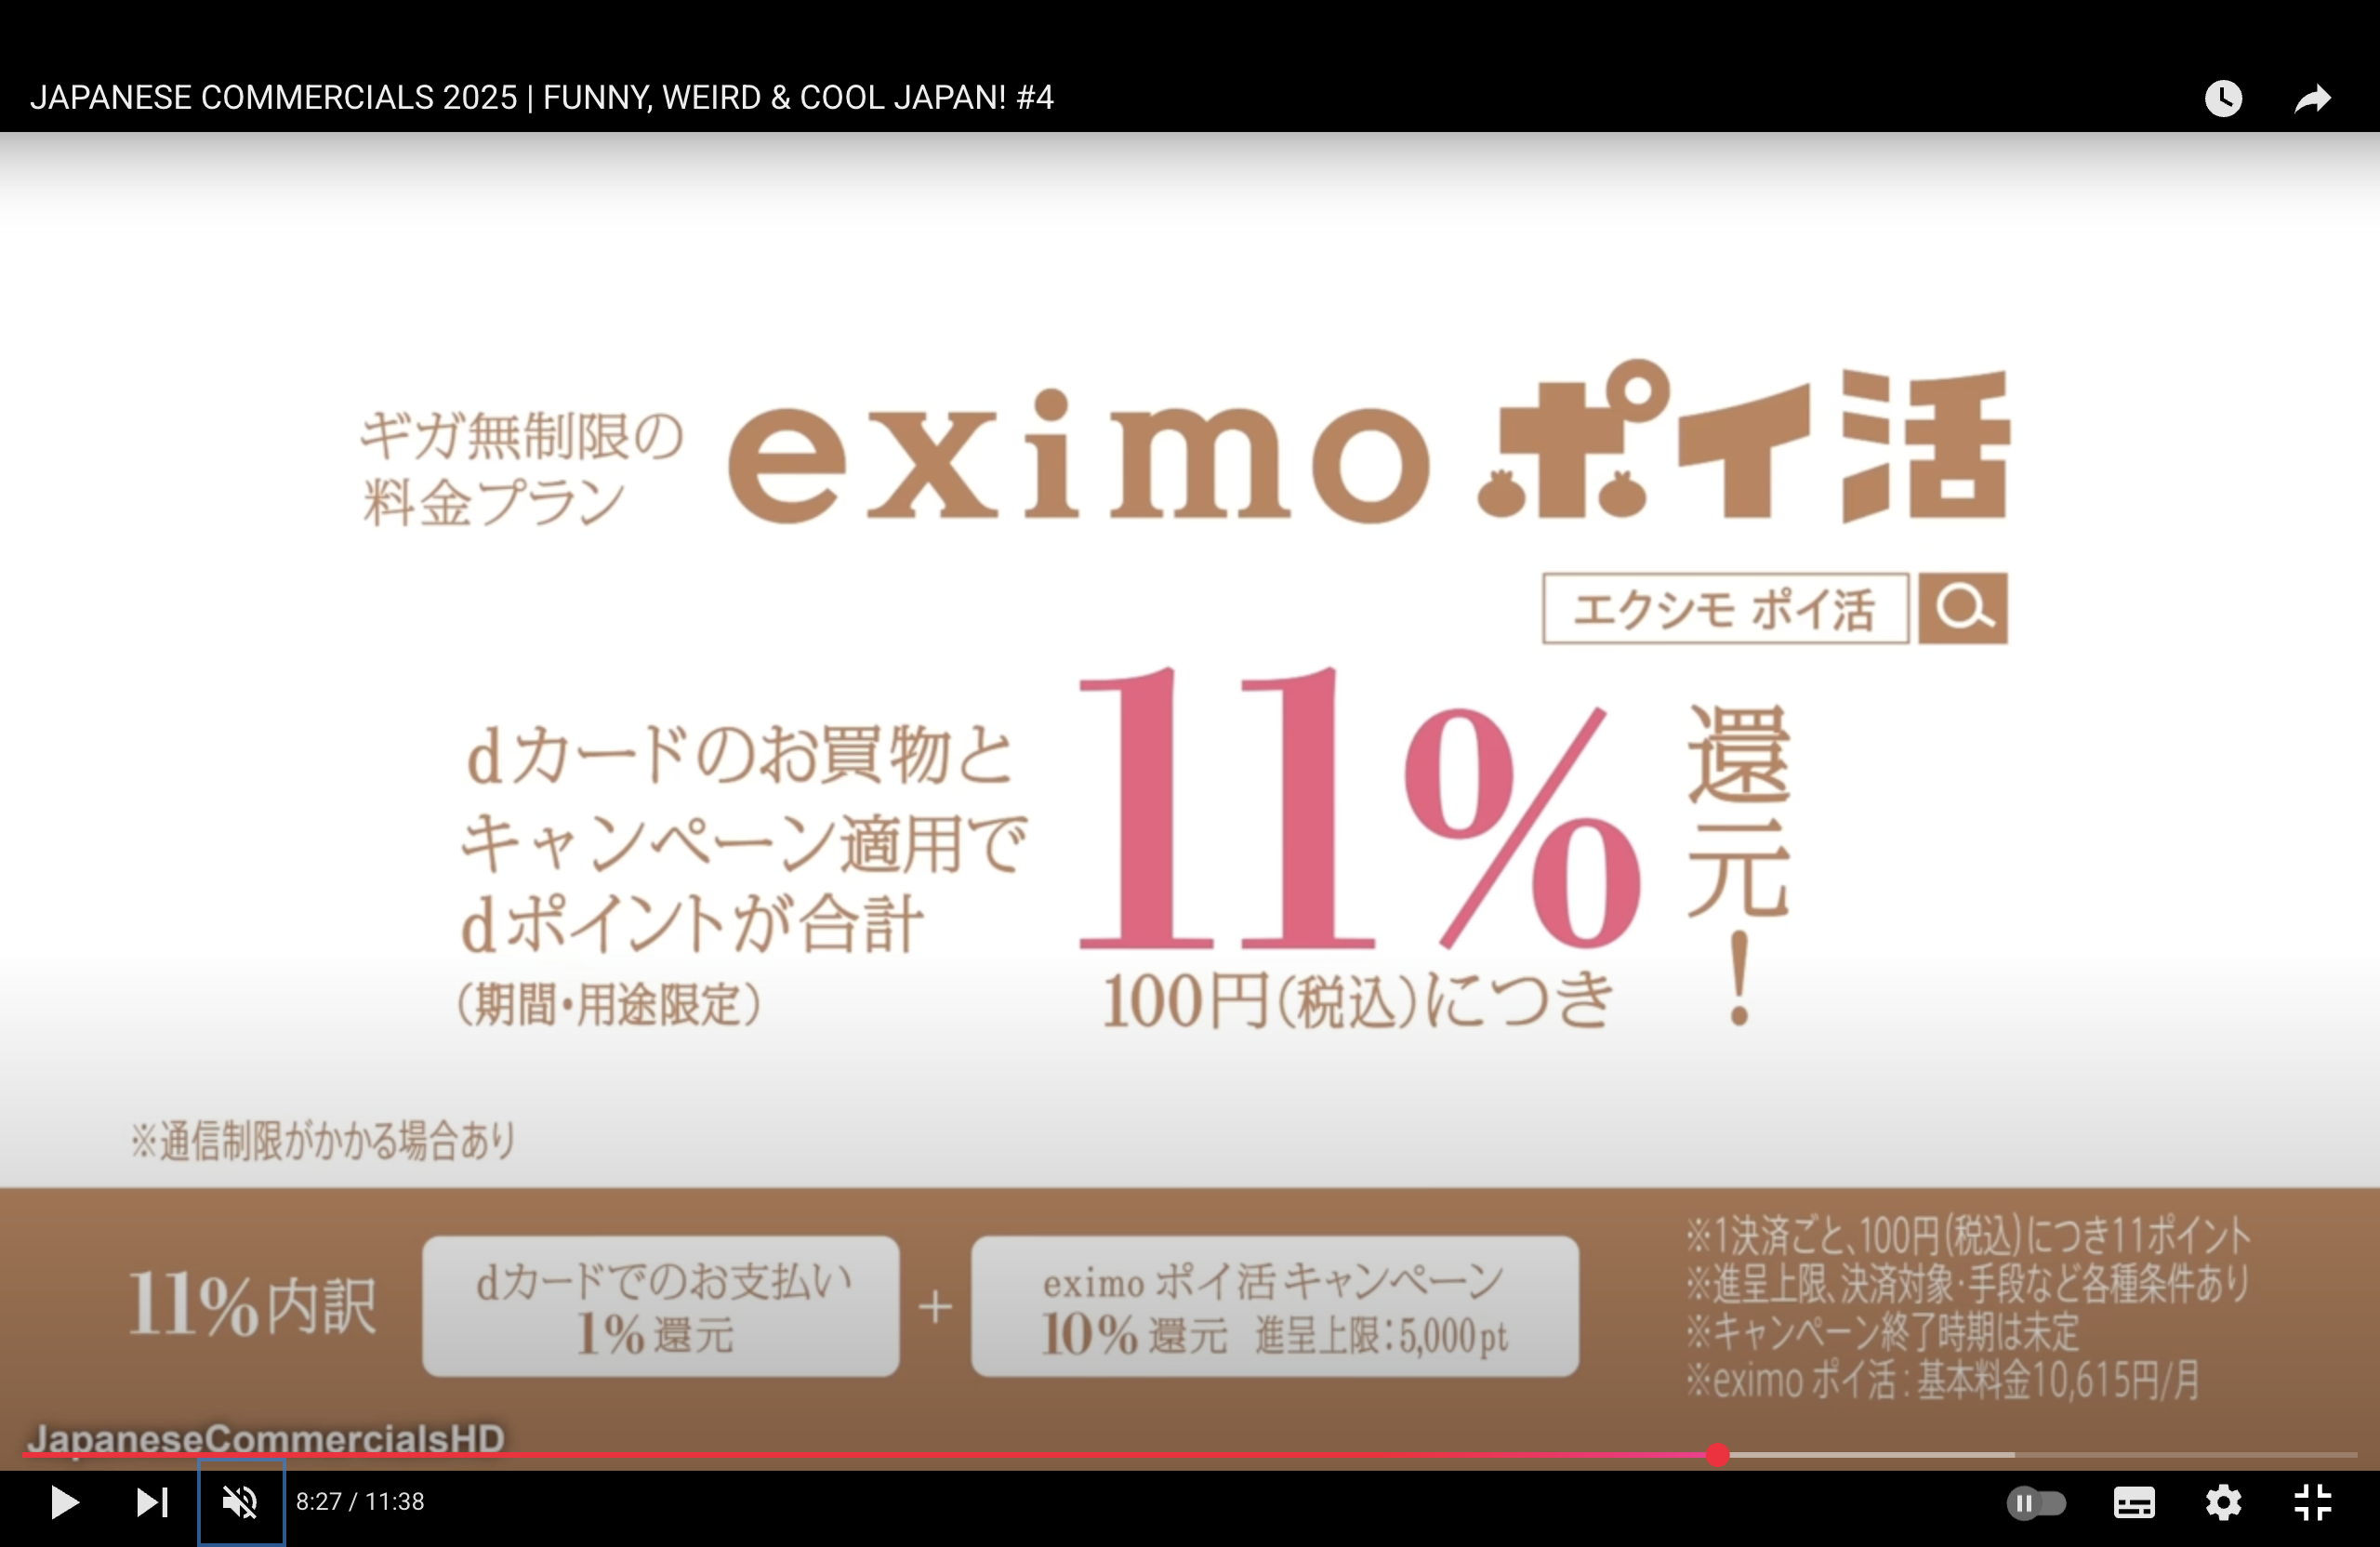 JAPANESE COMMERCIALS 2025 | FUNNY, WEIRD & COOL JAPAN! #4
ギガ無制限の
料金プラン
eximo ポイ活
エクシモ ポイ活
dカードのお買物と
キャンペーン適用で
dポイントが合計
(期間・用途限定)
11%
還元!
100円(税込)につき
※通信制限がかかる場合あり
11%内訳
dカードでのお支払い
1%還元
+
eximo ポイ活 キャンペーン
10%還元 進呈上限:5,000pt
※1決済ごと、100円(税込)につき11ポイント
※進呈上限、決済対象・手段など各種条件あり
※キャンペーン終了時期は未定
※eximo ポイ活:基本料金10,615円/月
JapaneseCommercialsHD
8:27 / 11:38